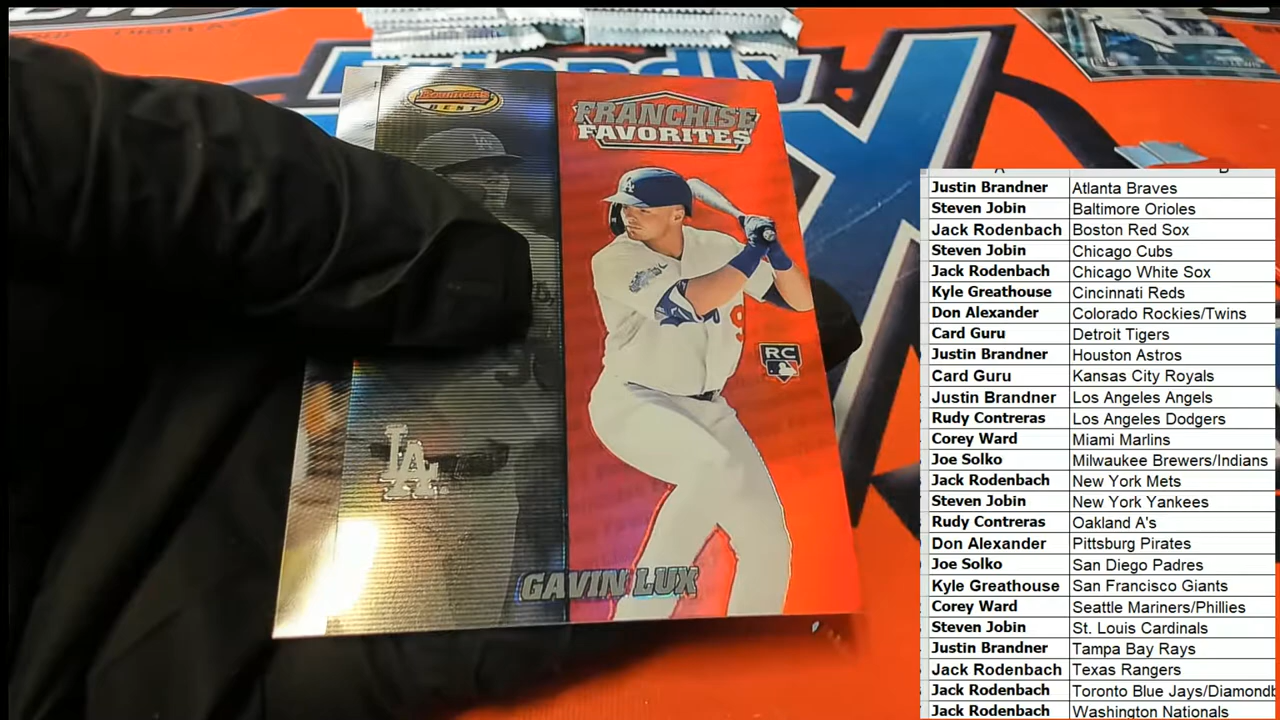 Bowman's
BEST
FRANCHISE
FAVORITES
LA
RC
LA
GAVIN LUX
A B
Justin Brandner Atlanta Braves
Steven Jobin Baltimore Orioles
Jack Rodenbach Boston Red Sox
Steven Jobin Chicago Cubs
Jack Rodenbach Chicago White Sox
Kyle Greathouse Cincinnati Reds
Don Alexander Colorado Rockies/Twins
Card Guru Detroit Tigers
Justin Brandner Houston Astros
Card Guru Kansas City Royals
Justin Brandner Los Angeles Angels
Rudy Contreras Los Angeles Dodgers
Corey Ward Miami Marlins
Joe Solko Milwaukee Brewers/Indians
Jack Rodenbach New York Mets
Steven Jobin New York Yankees
Rudy Contreras Oakland A's
Don Alexander Pittsburg Pirates
Joe Solko San Diego Padres
Kyle Greathouse San Francisco Giants
Corey Ward Seattle Mariners/Phillies
Steven Jobin St. Louis Cardinals
Justin Brandner Tampa Bay Rays
Jack Rodenbach Texas Rangers
Jack Rodenbach Toronto Blue Jays/Diamondb
Jack Rodenbach Washington Nationals